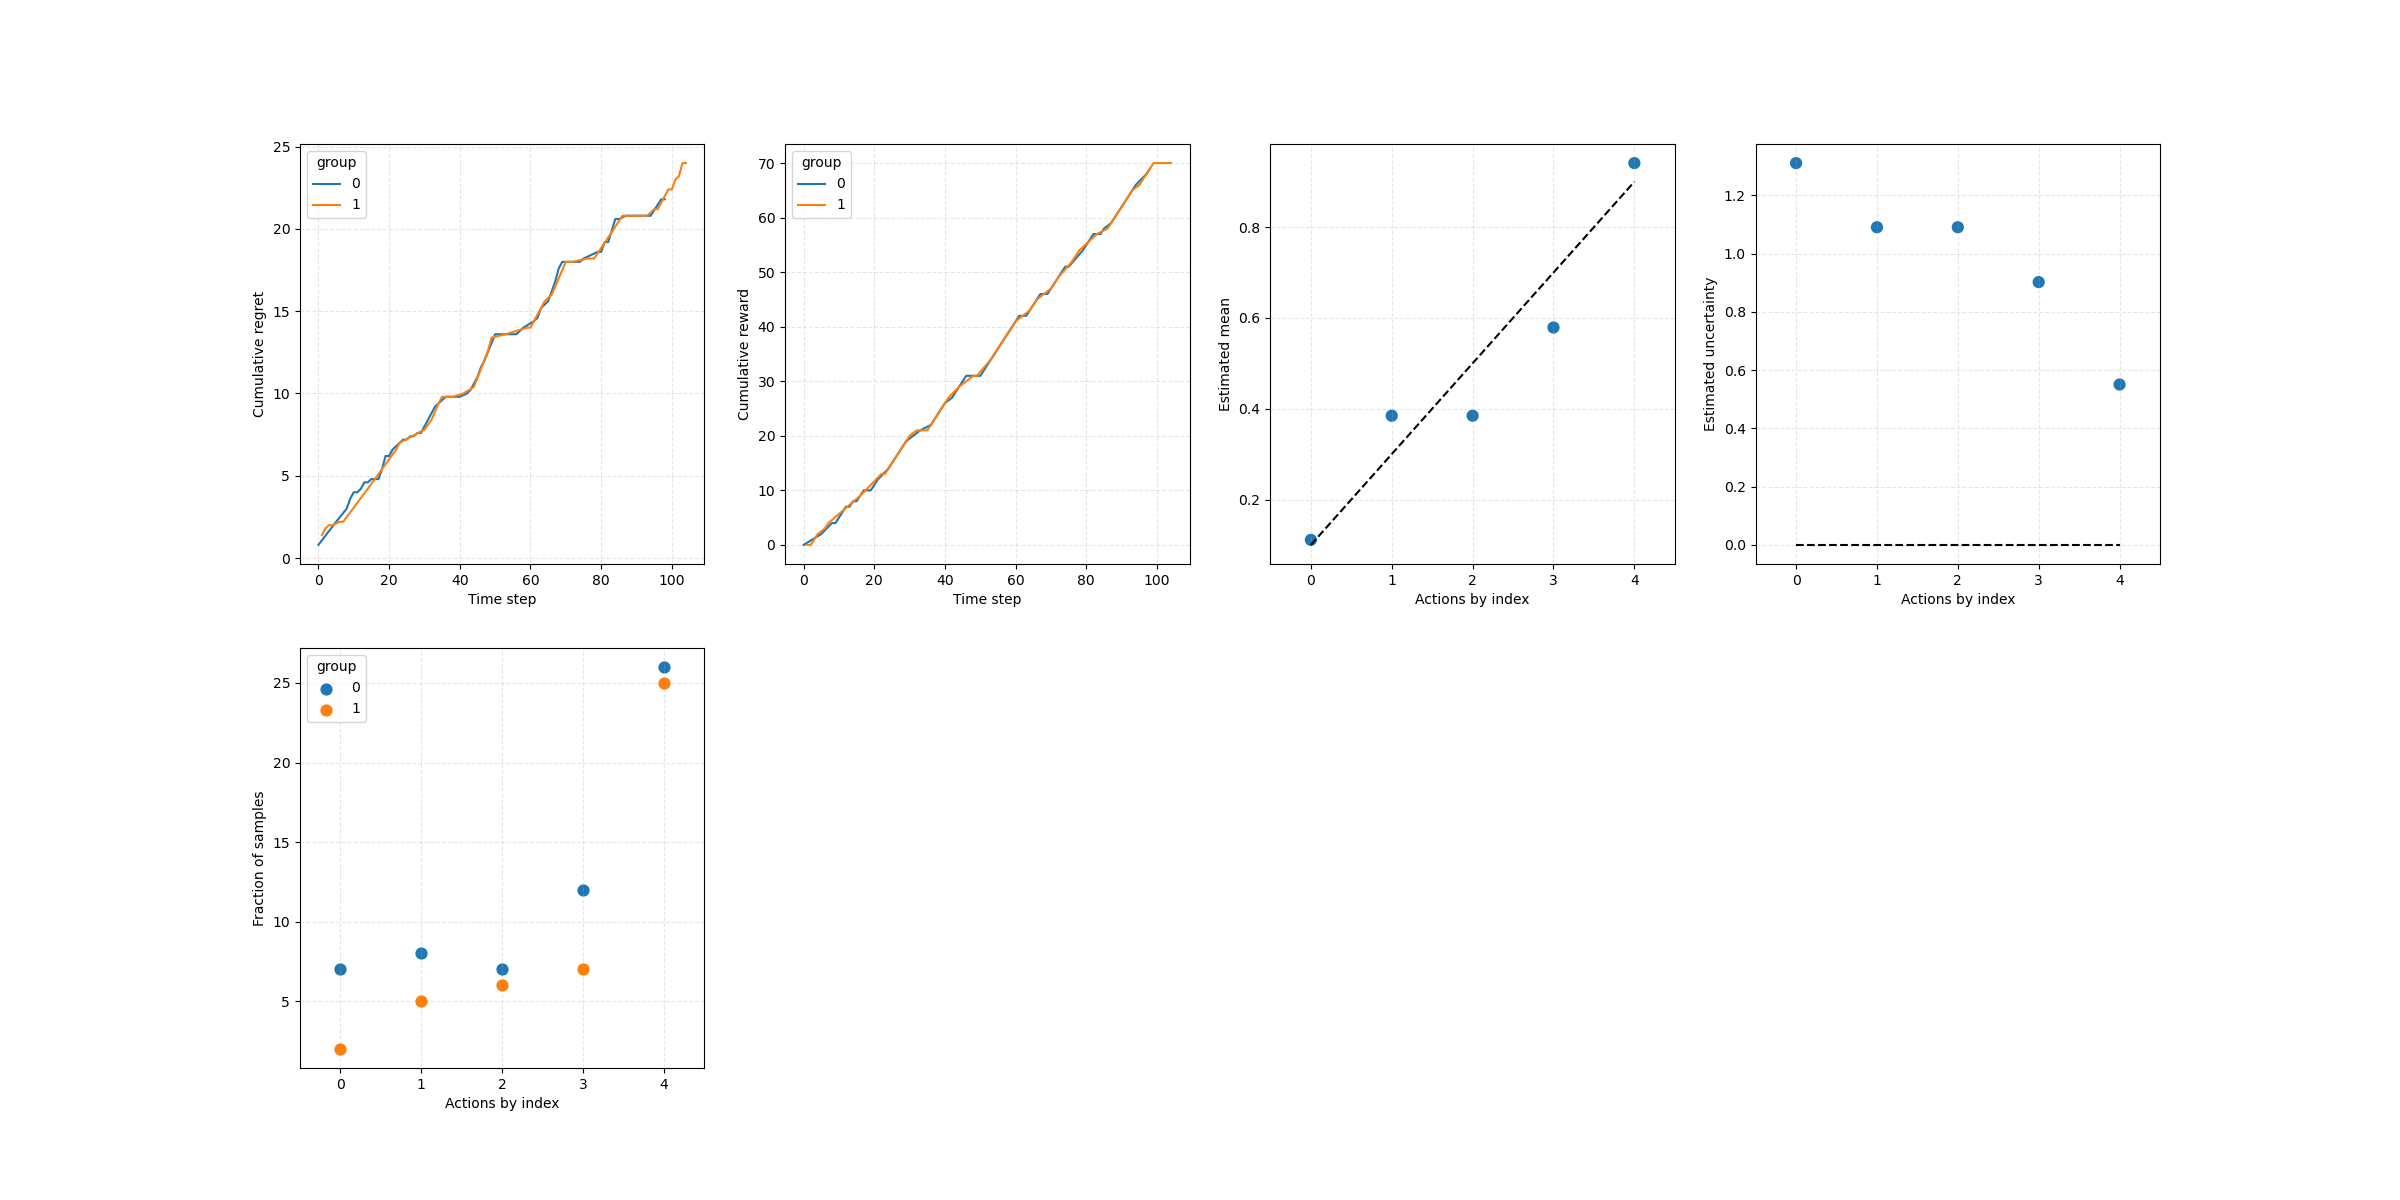 25
20
15
10
5
0
0 20 40 60 80 100
Cumulative regret
Time step
group
0
1
70
60
50
40
30
20
10
0
0 20 40 60 80 100
Cumulative reward
Time step
group
0
1
0.8
0.6
0.4
0.2
0 1 2 3 4
Estimated mean
Actions by index
1.2
1.0
0.8
0.6
0.4
0.2
0.0
0 1 2 3 4
Estimated uncertainty
Actions by index
25
20
15
10
5
0 1 2 3 4
Fraction of samples
Actions by index
group
0
1